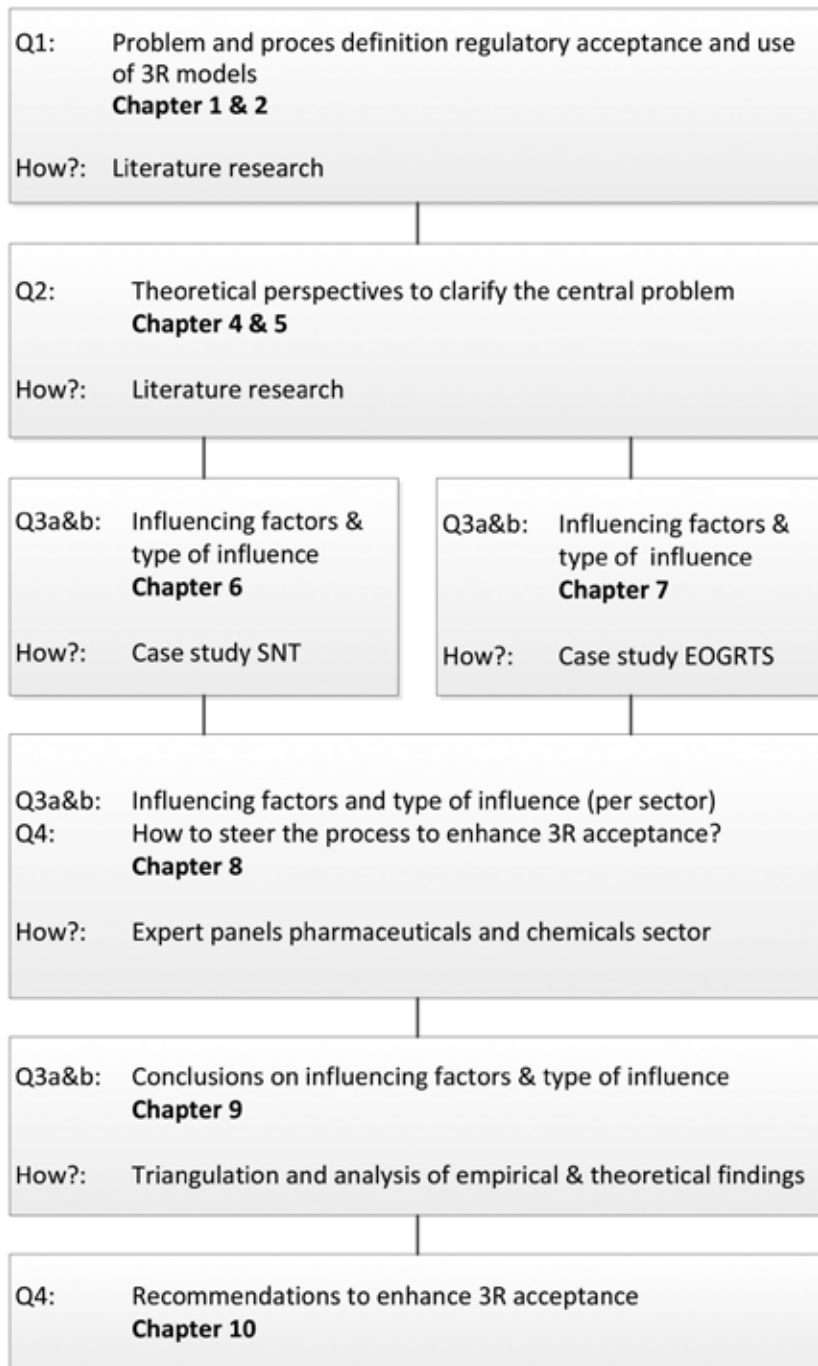 Q1: Problem and proces definition regulatory acceptance and use
of 3R models
Chapter 1 & 2
How?: Literature research
Q2: Theoretical perspectives to clarify the central problem
Chapter 4 & 5
How?: Literature research
Q3a&b: Influencing factors &
type of influence
Chapter 6
How?: Case study SNT
Q3a&b: Influencing factors &
type of influence
Chapter 7
How?: Case study EOGRTS
Q3a&b: Influencing factors and type of influence (per sector)
Q4: How to steer the process to enhance 3R acceptance?
Chapter 8
How?: Expert panels pharmaceuticals and chemicals sector
Q3a&b: Conclusions on influencing factors & type of influence
Chapter 9
How?: Triangulation and analysis of empirical & theoretical findings
Q4: Recommendations to enhance 3R acceptance
Chapter 10